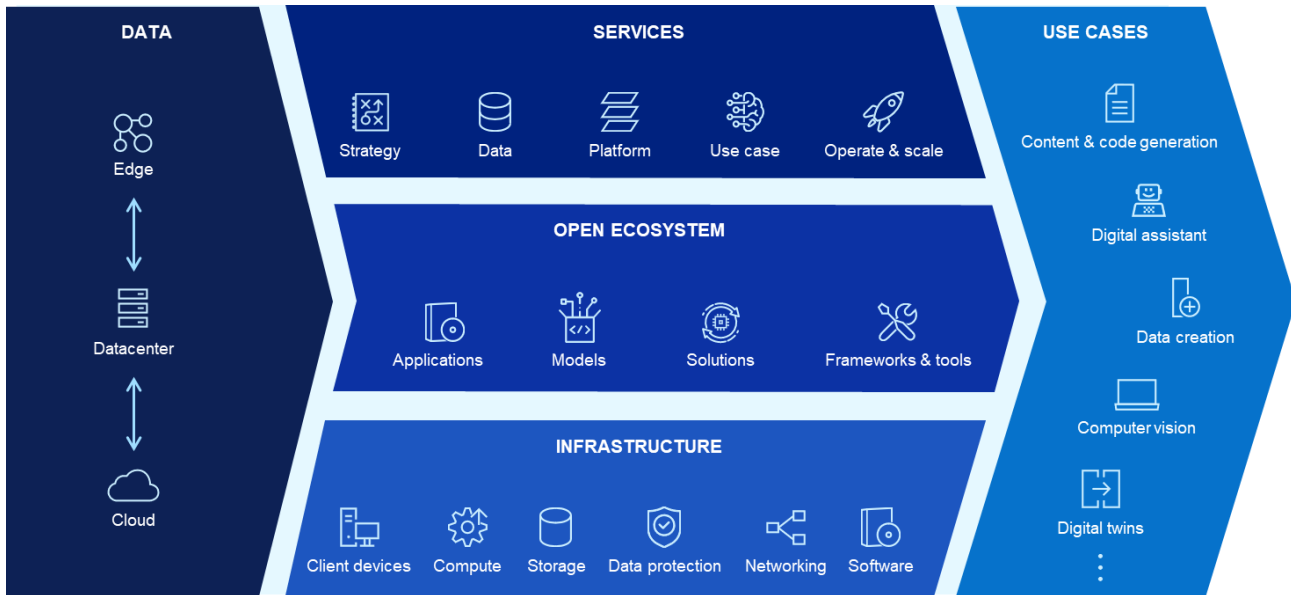 DATA
Edge
Datacenter
Cloud
SERVICES
Strategy
Data
Platform
Use case
Operate & scale
OPEN ECOSYSTEM
Applications
Models
Solutions
Frameworks & tools
INFRASTRUCTURE
Client devices
Compute
Storage
Data protection
Networking
Software
USE CASES
Content & code generation
Digital assistant
Data creation
Computer vision
Digital twins